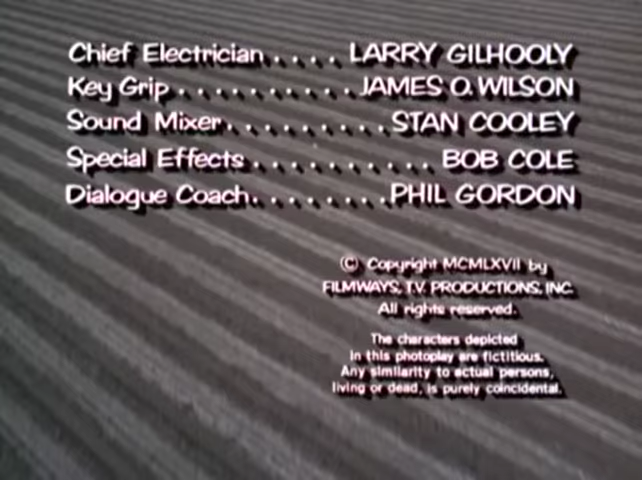 Chief Electrician . . . . LARRY GILHOOLY
Key Grip . . . . . . . . . . JAMES O. WILSON
Sound Mixer. . . . . . . . . STAN COOLEY
Special Effects . . . . . . . . . . BOB COLE
Dialogue Coach. . . . . . . . PHIL GORDON
© Copyright MCMLXVII by
FILMWAYS, T.V. PRODUCTIONS, INC.
All rights reserved.
The characters depicted
in this photoplay are fictitious.
Any similarity to actual persons,
living or dead, is purely coincidental.